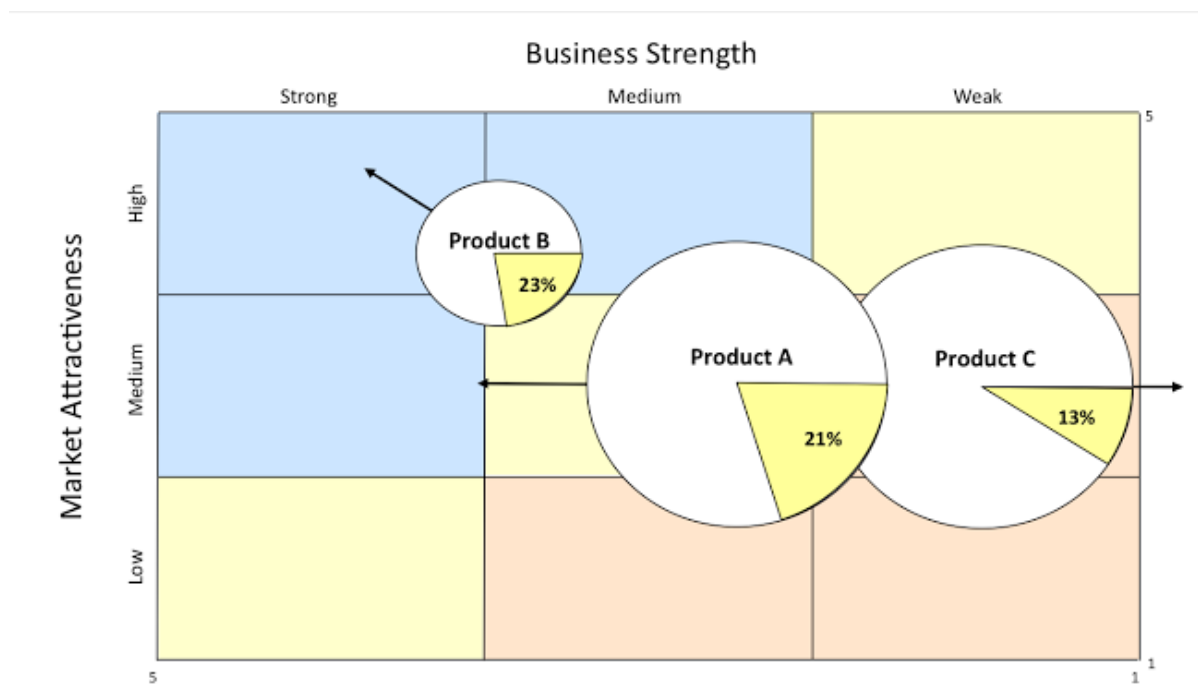 Business Strength
Strong
Medium
Weak
5
High
Market Attractiveness
Product B
23%
Medium
Product A
Product C
21%
13%
Low
5
1
1